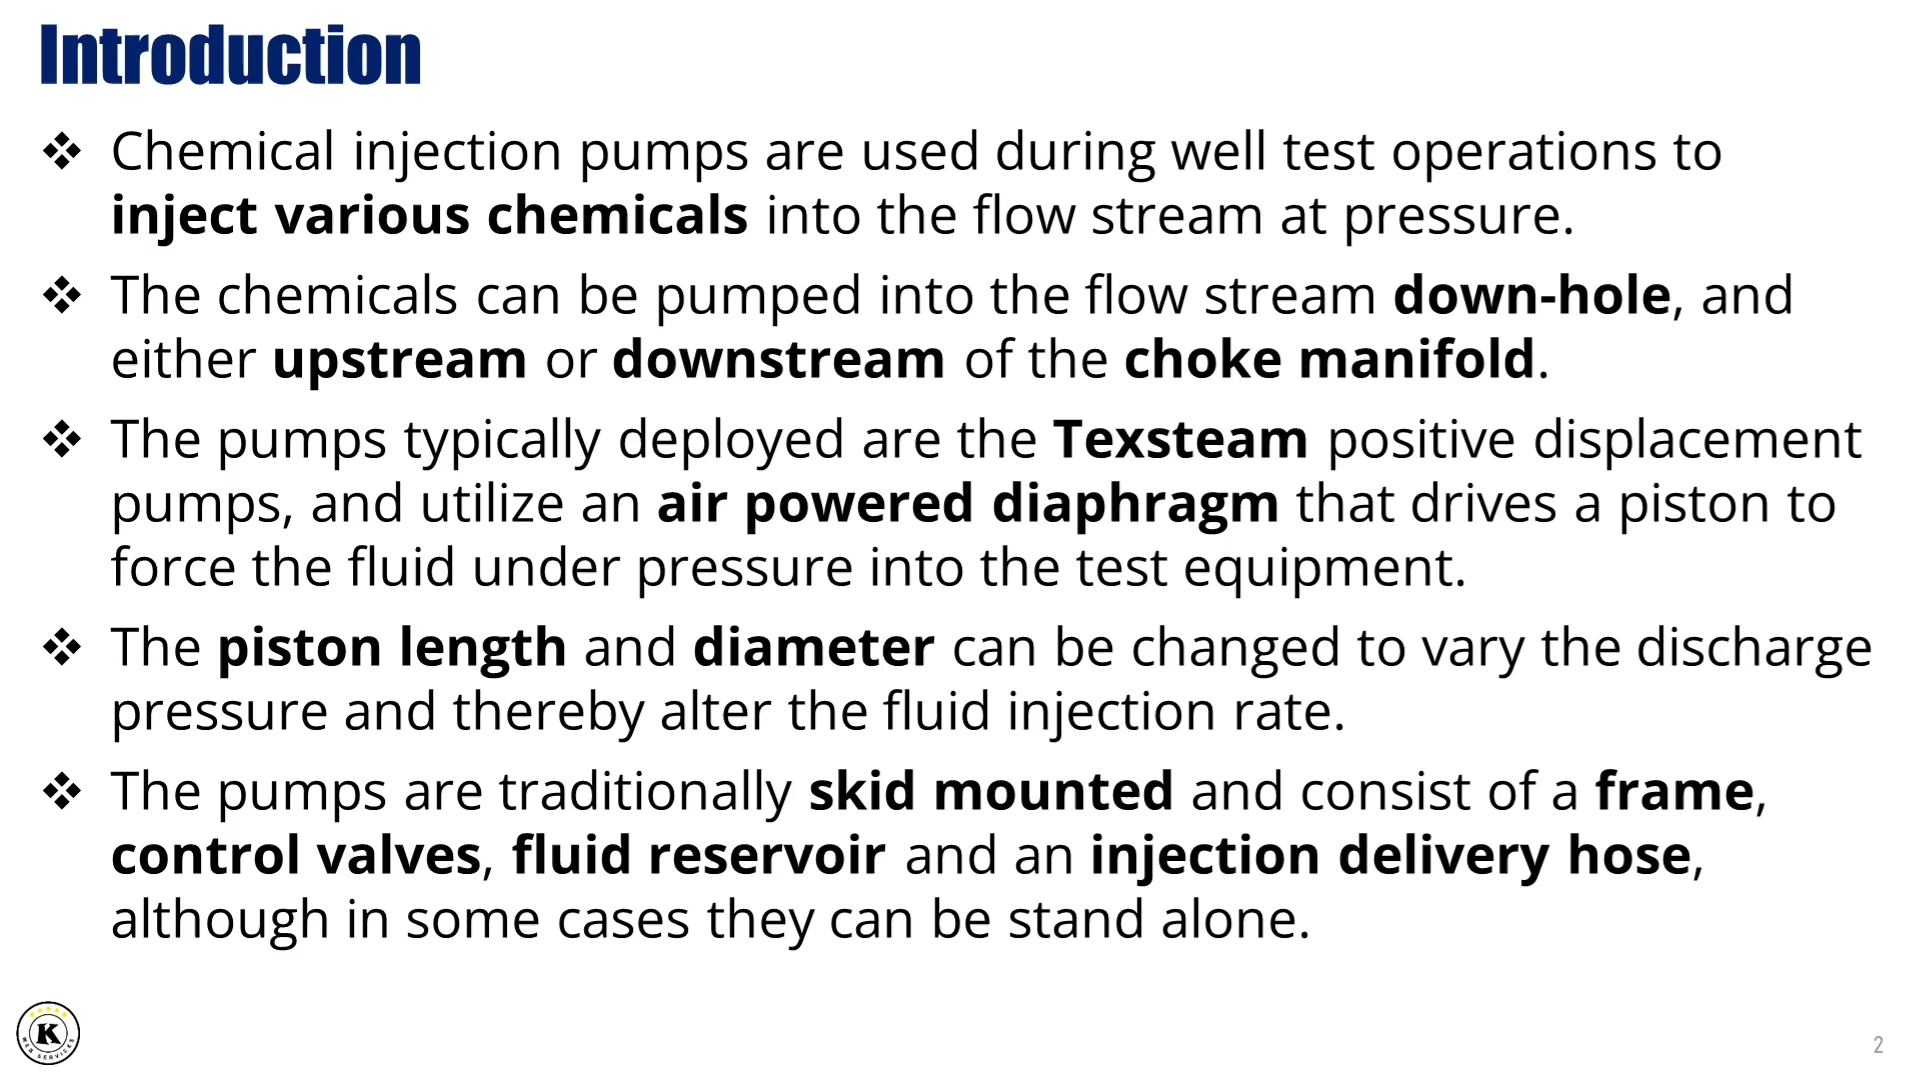 Introduction
❖ Chemical injection pumps are used during well test operations to
inject various chemicals into the flow stream at pressure.
❖ The chemicals can be pumped into the flow stream down-hole, and
either upstream or downstream of the choke manifold.
❖ The pumps typically deployed are the Texsteam positive displacement
pumps, and utilize an air powered diaphragm that drives a piston to
force the fluid under pressure into the test equipment.
❖ The piston length and diameter can be changed to vary the discharge
pressure and thereby alter the fluid injection rate.
❖ The pumps are traditionally skid mounted and consist of a frame,
control valves, fluid reservoir and an injection delivery hose,
although in some cases they can be stand alone.
K
WEB SERVICES
2